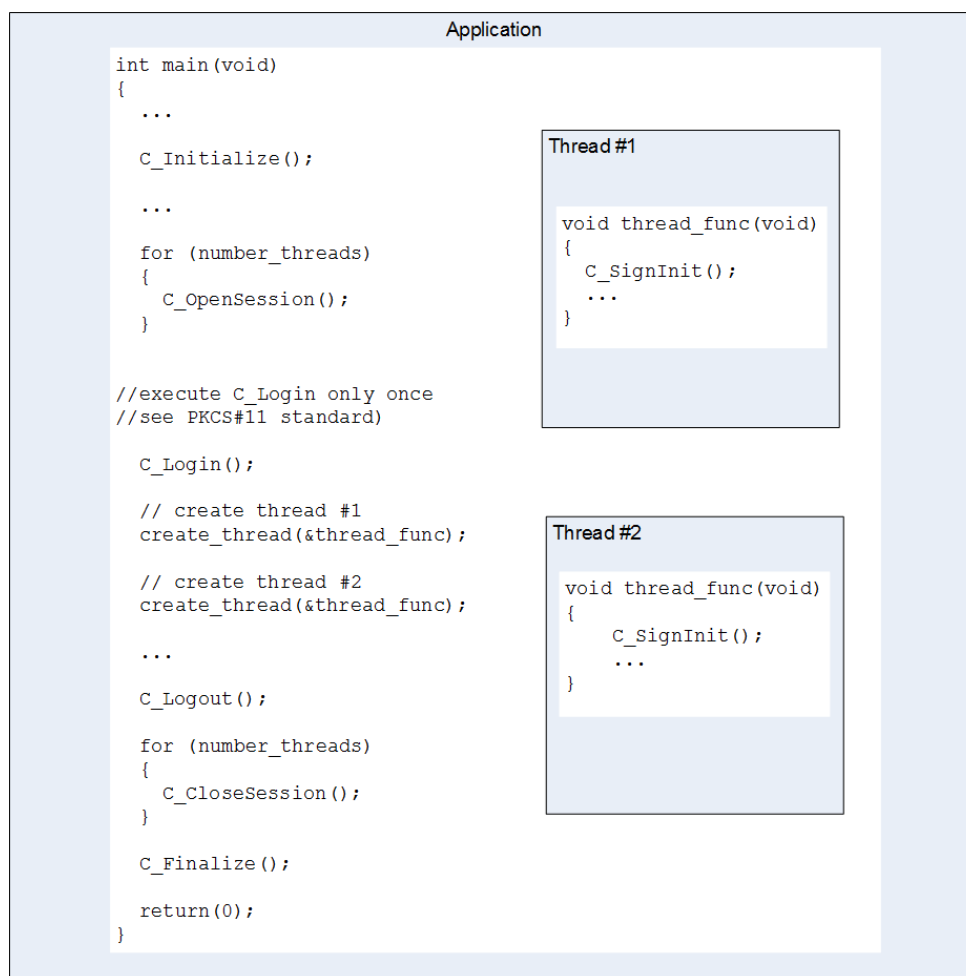 Application
int main(void)
{
...
C_Initialize();
...
for (number_threads)
{
C_OpenSession();
}
//execute C_Login only once
//see PKCS#11 standard)
C_Login();
// create thread #1
create_thread(&thread_func);
// create thread #2
create_thread(&thread_func);
...
C_Logout();
for (number_threads)
{
C_CloseSession();
}
C_Finalize();
return(0);
}
Thread #1
void thread_func(void)
{
C_SignInit();
...
}
Thread #2
void thread_func(void)
{
C_SignInit();
...
}